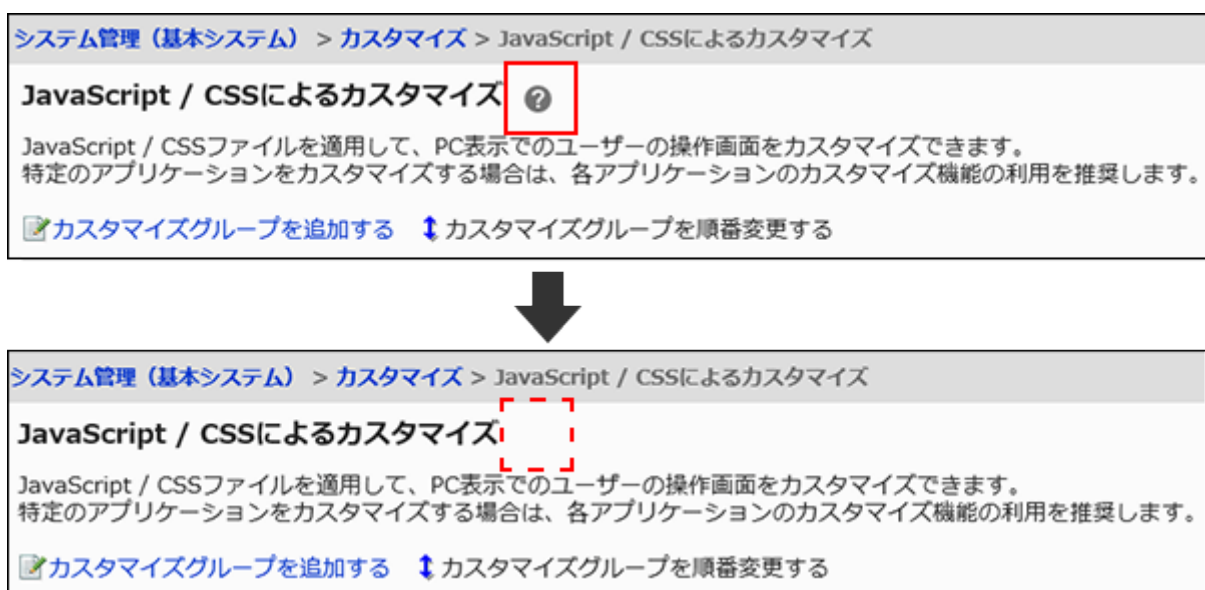 システム管理（基本システム） > カスタマイズ > JavaScript / CSSによるカスタマイズ
JavaScript / CSSによるカスタマイズ ?
JavaScript / CSSファイルを適用して、PC表示でのユーザーの操作画面をカスタマイズできます。
特定のアプリケーションをカスタマイズする場合は、各アプリケーションのカスタマイズ機能の利用を推奨します。
カスタマイズグループを追加する カスタマイズグループを順番変更する
システム管理（基本システム） > カスタマイズ > JavaScript / CSSによるカスタマイズ
JavaScript / CSSによるカスタマイズ
JavaScript / CSSファイルを適用して、PC表示でのユーザーの操作画面をカスタマイズできます。
特定のアプリケーションをカスタマイズする場合は、各アプリケーションのカスタマイズ機能の利用を推奨します。
カスタマイズグループを追加する カスタマイズグループを順番変更する